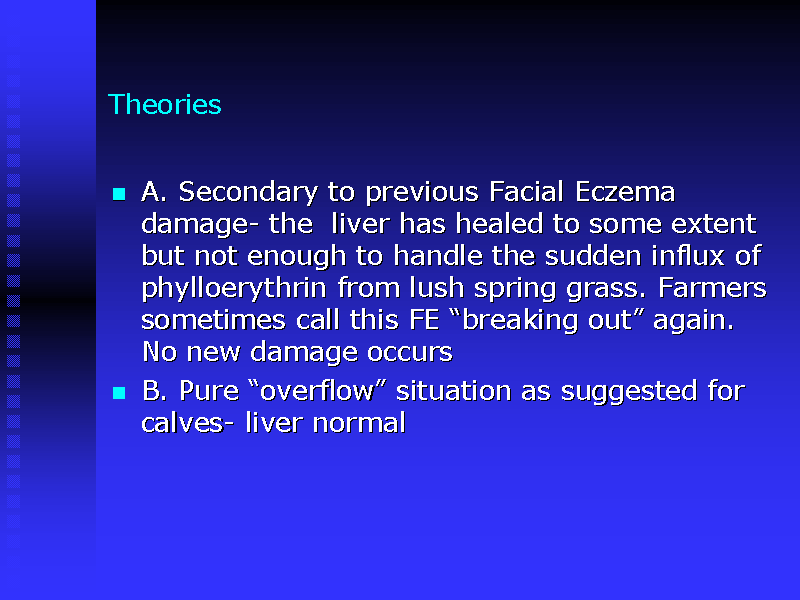 Theories
A. Secondary to previous Facial Eczema
damage- the  liver has healed to some extent
but not enough to handle the sudden influx of
phylloerythrin from lush spring grass. Farmers
sometimes call this FE “breaking out” again.
No new damage occurs
B. Pure “overflow” situation as suggested for
calves- liver normal